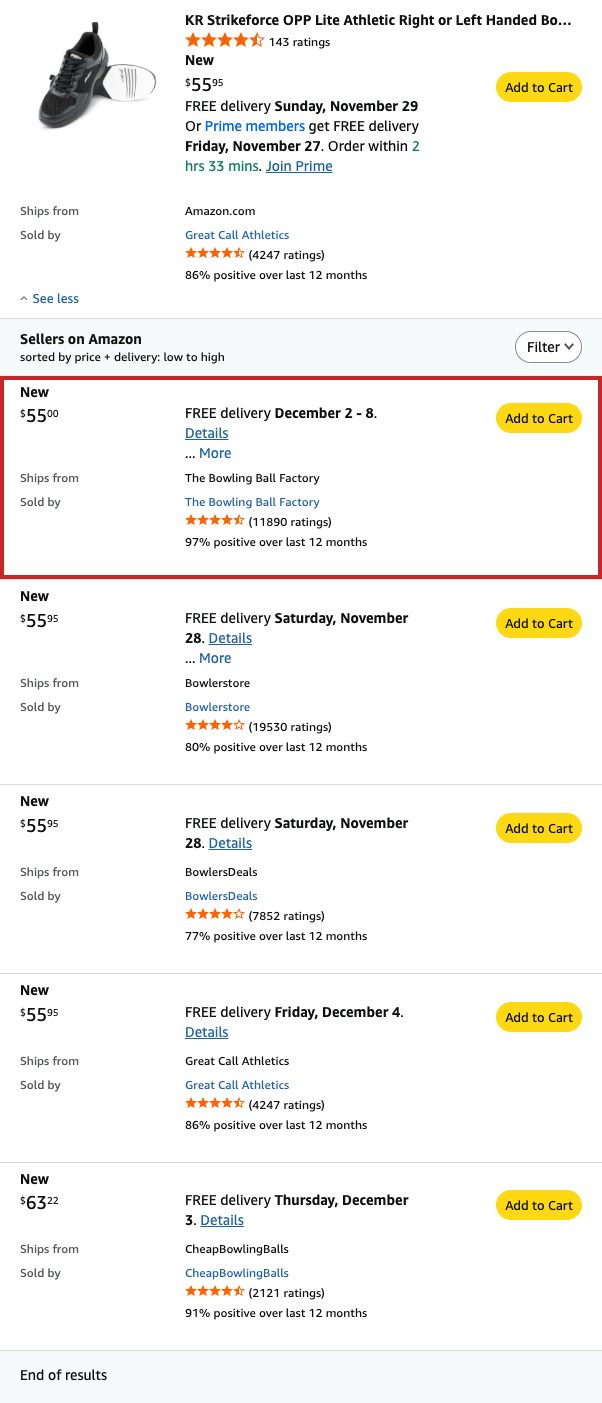 KR Strikeforce OPP Lite Athletic Right or Left Handed Bo...
143 ratings
New
$55.95
Add to Cart
FREE delivery Sunday, November 29
Or Prime members get FREE delivery
Friday, November 27. Order within 2
hrs 33 mins. Join Prime
Ships from Amazon.com
Sold by Great Call Athletics
(4247 ratings)
86% positive over last 12 months
See less
Sellers on Amazon
sorted by price + delivery: low to high
Filter
New
$55.00 FREE delivery December 2 - 8. Add to Cart
Details
... More
Ships from The Bowling Ball Factory
Sold by The Bowling Ball Factory
(11890 ratings)
97% positive over last 12 months
New
$55.95 FREE delivery Saturday, November Add to Cart
28. Details
... More
Ships from Bowlerstore
Sold by Bowlerstore
(19530 ratings)
80% positive over last 12 months
New
$55.95 FREE delivery Saturday, November Add to Cart
28. Details
Ships from BowlersDeals
Sold by BowlersDeals
(7852 ratings)
77% positive over last 12 months
New
$55.95 FREE delivery Friday, December 4. Add to Cart
Details
Ships from Great Call Athletics
Sold by Great Call Athletics
(4247 ratings)
86% positive over last 12 months
New
$63.22 FREE delivery Thursday, December Add to Cart
3. Details
Ships from CheapBowlingBalls
Sold by CheapBowlingBalls
(2121 ratings)
91% positive over last 12 months
End of results